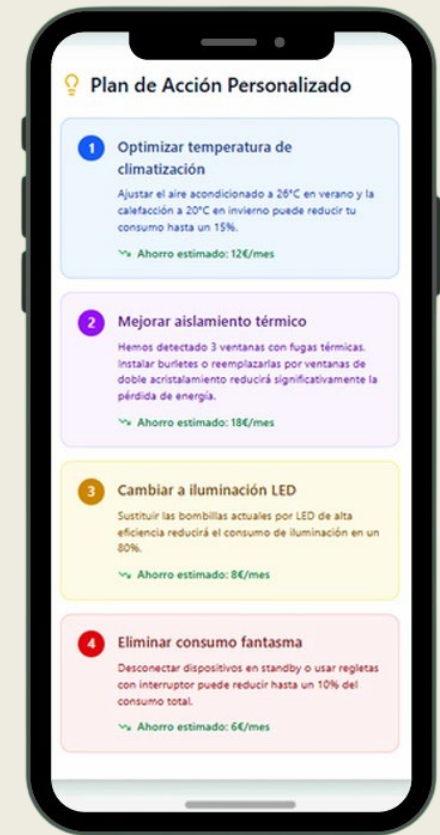 Plan de Acción Personalizado
1
Optimizar temperatura de
climatización
Ajustar el aire acondicionado a 26°C en verano y la
calefacción a 20°C en invierno puede reducir tu
consumo hasta un 15%.
Ahorro estimado: 12€/mes
2
Mejorar aislamiento térmico
Hemos detectado 3 ventanas con fugas térmicas.
Instalar burletes o reemplazarlas por ventanas de
doble acristalamiento reducirá significativamente la
pérdida de energía.
Ahorro estimado: 18€/mes
3
Cambiar a iluminación LED
Sustituir las bombillas actuales por LED de alta
eficiencia reducirá el consumo de iluminación en un
80%.
Ahorro estimado: 8€/mes
4
Eliminar consumo fantasma
Desconectar dispositivos en standby o usar regletas
con interruptor puede reducir hasta un 10% del
consumo total.
Ahorro estimado: 6€/mes